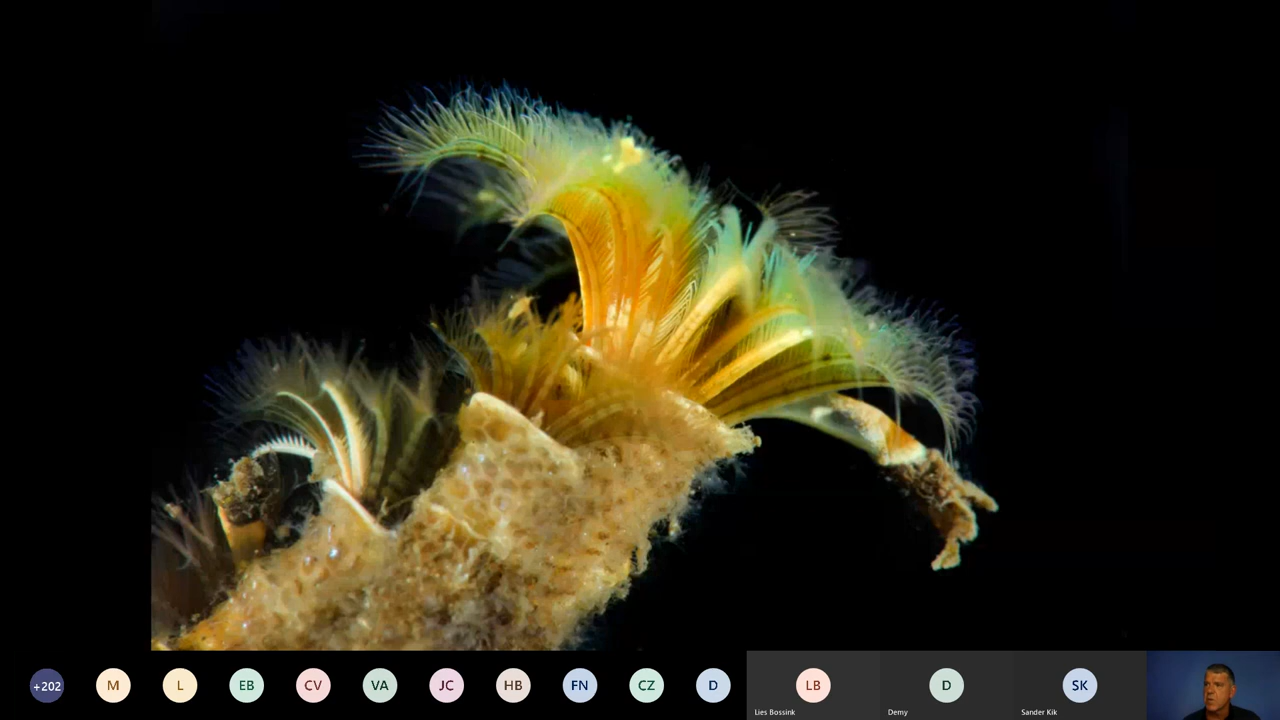 +202
M
L
EB
CV
VA
JC
HB
FN
CZ
D
LB
Lies Bossink
D
Demy
SK
Sander Kik